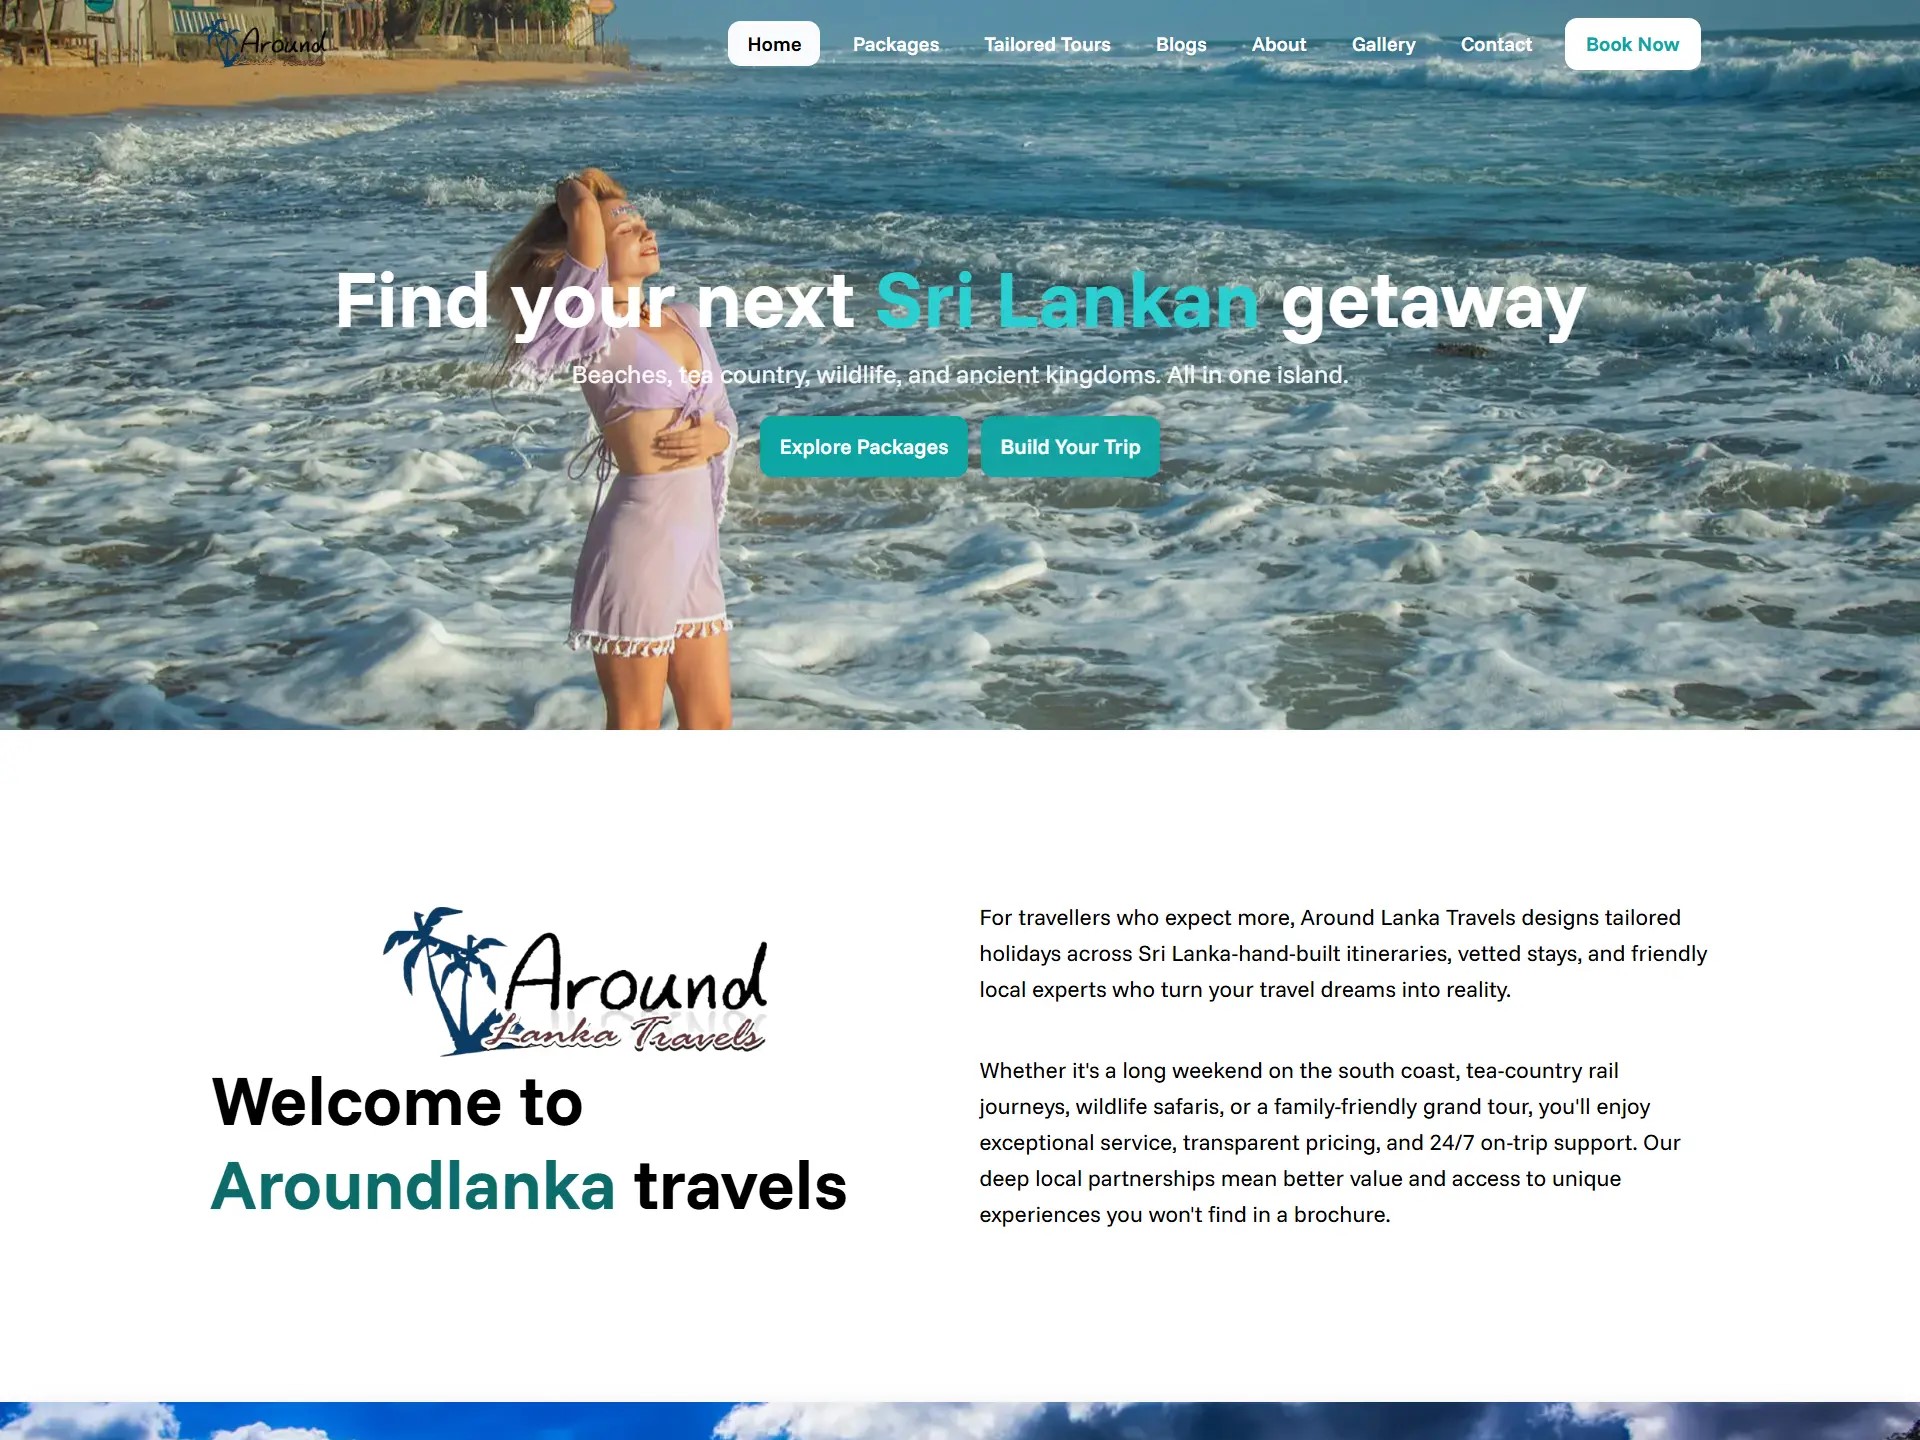 Around
Home
Packages
Tailored Tours
Blogs
About
Gallery
Contact
Book Now
Find your next Sri Lankan getaway
Beaches, tea country, wildlife, and ancient kingdoms. All in one island.
Explore Packages
Build Your Trip
Around
Lanka Travels
Welcome to
Aroundlanka travels
For travellers who expect more, Around Lanka Travels designs tailored
holidays across Sri Lanka-hand-built itineraries, vetted stays, and friendly
local experts who turn your travel dreams into reality.
Whether it's a long weekend on the south coast, tea-country rail
journeys, wildlife safaris, or a family-friendly grand tour, you'll enjoy
exceptional service, transparent pricing, and 24/7 on-trip support. Our
deep local partnerships mean better value and access to unique
experiences you won't find in a brochure.